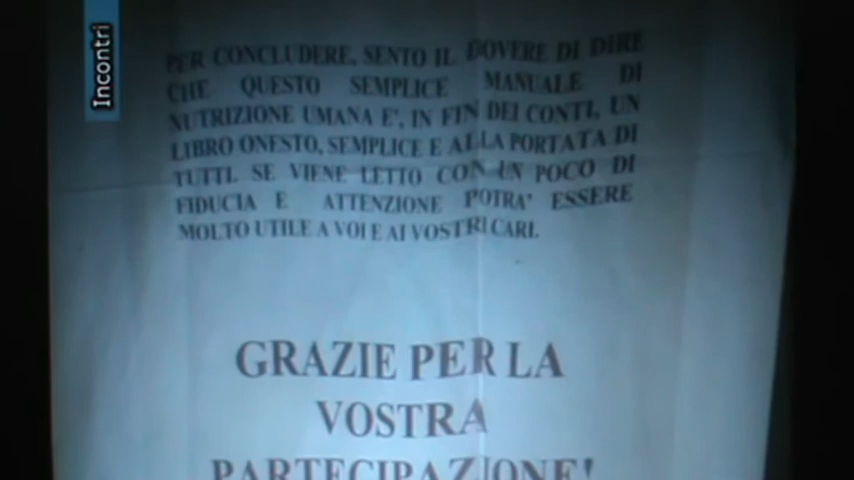 Incontri
PER CONCLUDERE, SENTO IL DOVERE DI DIRE
CHE QUESTO SEMPLICE MANUALE DI
NUTRIZIONE UMANA E', IN FIN DEI CONTI, UN
LIBRO ONESTO, SEMPLICE E ALLA PORTATA DI
TUTTI. SE VIENE LETTO CON UN POCO DI
FIDUCIA E ATTENZIONE POTRA' ESSERE
MOLTO UTILE A VOI E AI VOSTRI CARI.
GRAZIE PER LA
VOSTRA
PARTECIPAZIONE!